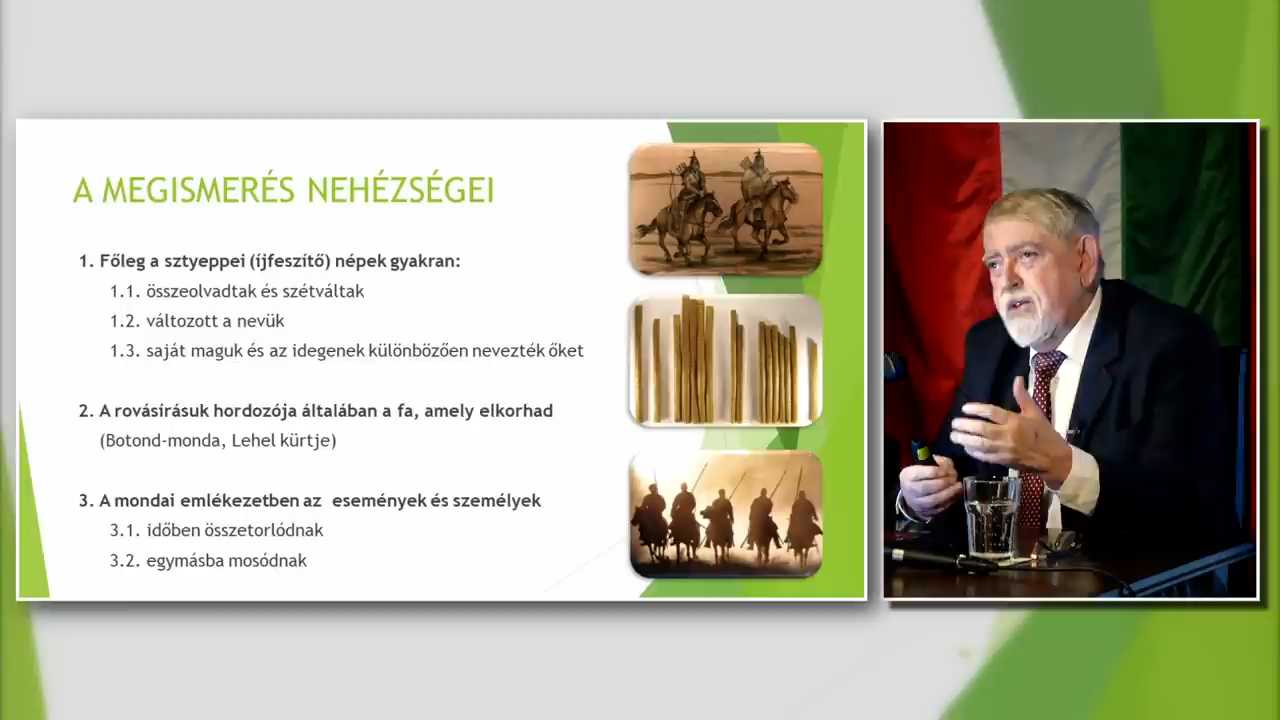 A MEGISMERÉS NEHÉZSÉGEI
1. Főleg a sztyeppei (íjfeszítő) népek gyakran:
1.1. összeolvadtak és szétváltak
1.2. változott a nevük
1.3. saját maguk és az idegenek különbözően nevezték őket
2. A rovásírásuk hordozója általában a fa, amely elkorhad
(Botond-monda, Lehel kürtje)
3. A mondai emlékezetben az események és személyek
3.1. időben összetorlódnak
3.2. egymásba mosódnak